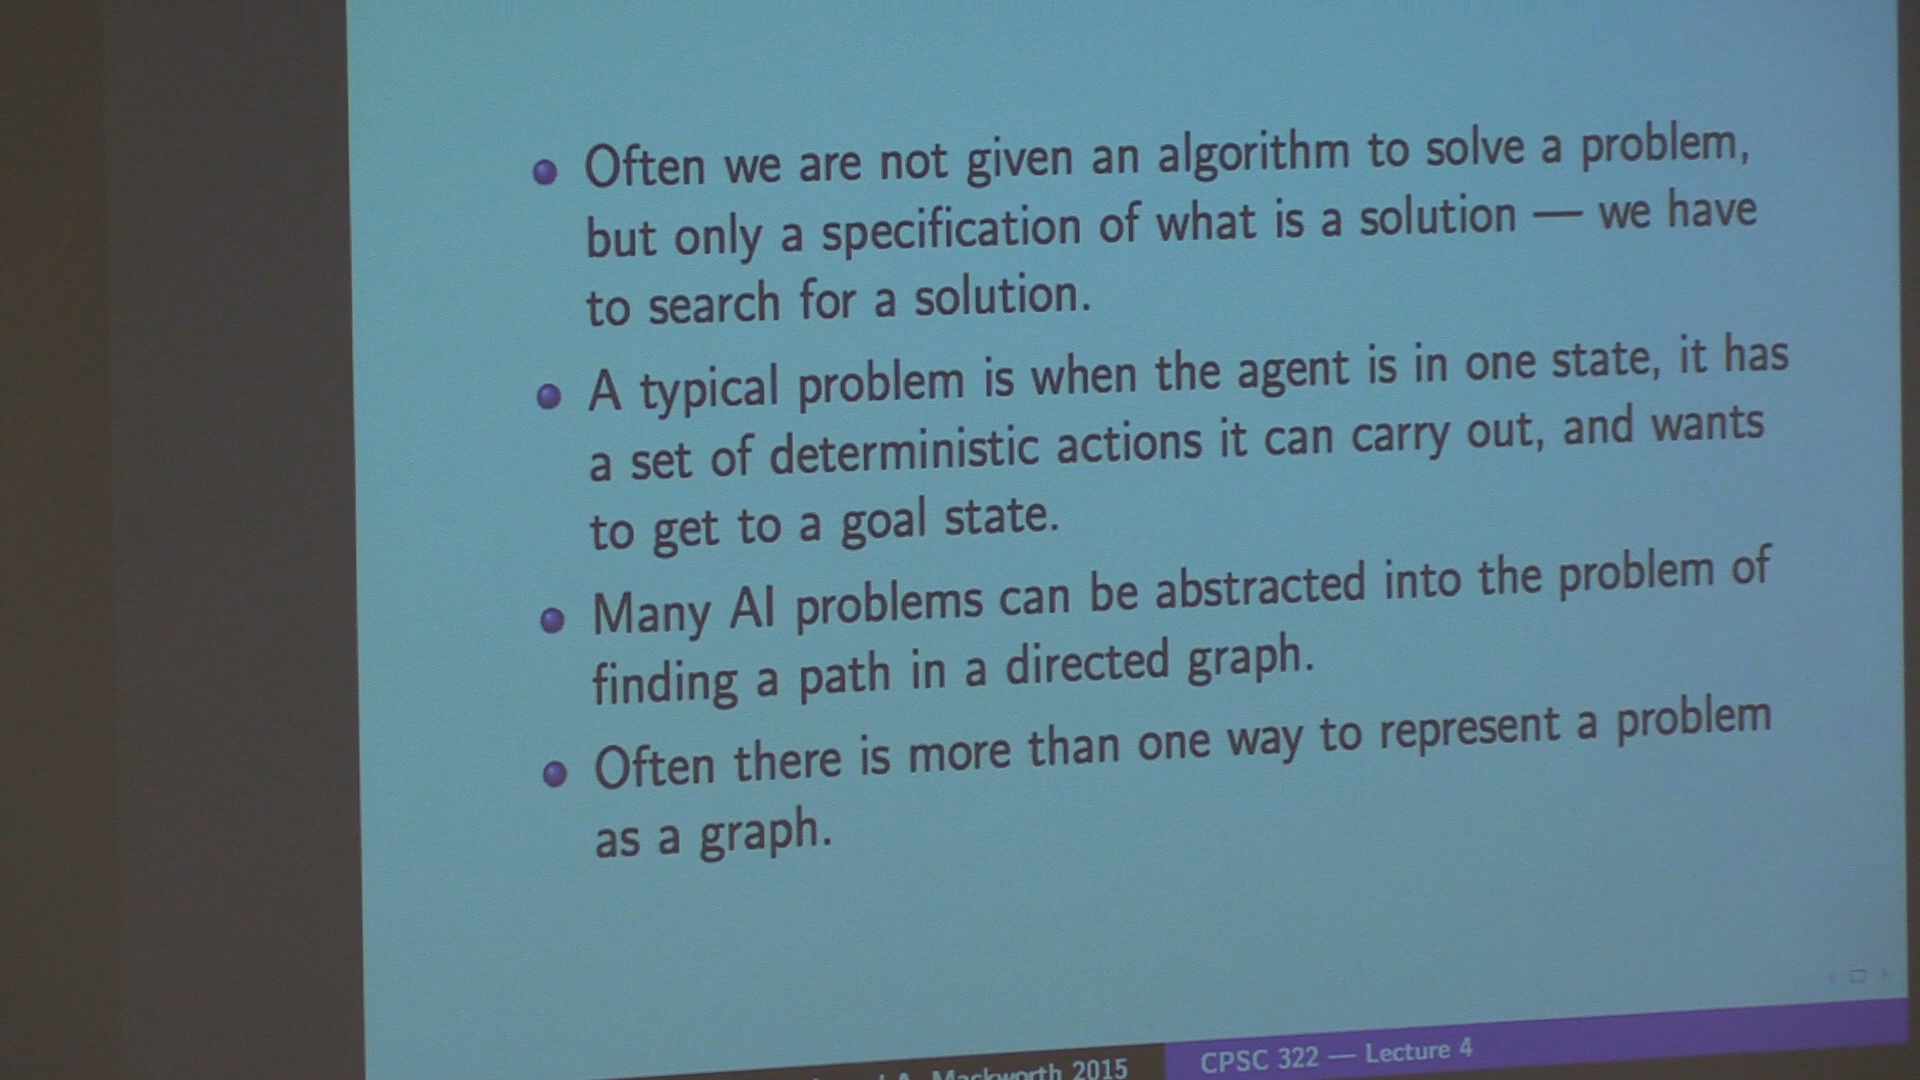 Often we are not given an algorithm to solve a problem,
but only a specification of what is a solution — we have
to search for a solution.
A typical problem is when the agent is in one state, it has
a set of deterministic actions it can carry out, and wants
to get to a goal state.
Many AI problems can be abstracted into the problem of
finding a path in a directed graph.
Often there is more than one way to represent a problem
as a graph.
A. Mackworth 2015
CPSC 322 — Lecture 4